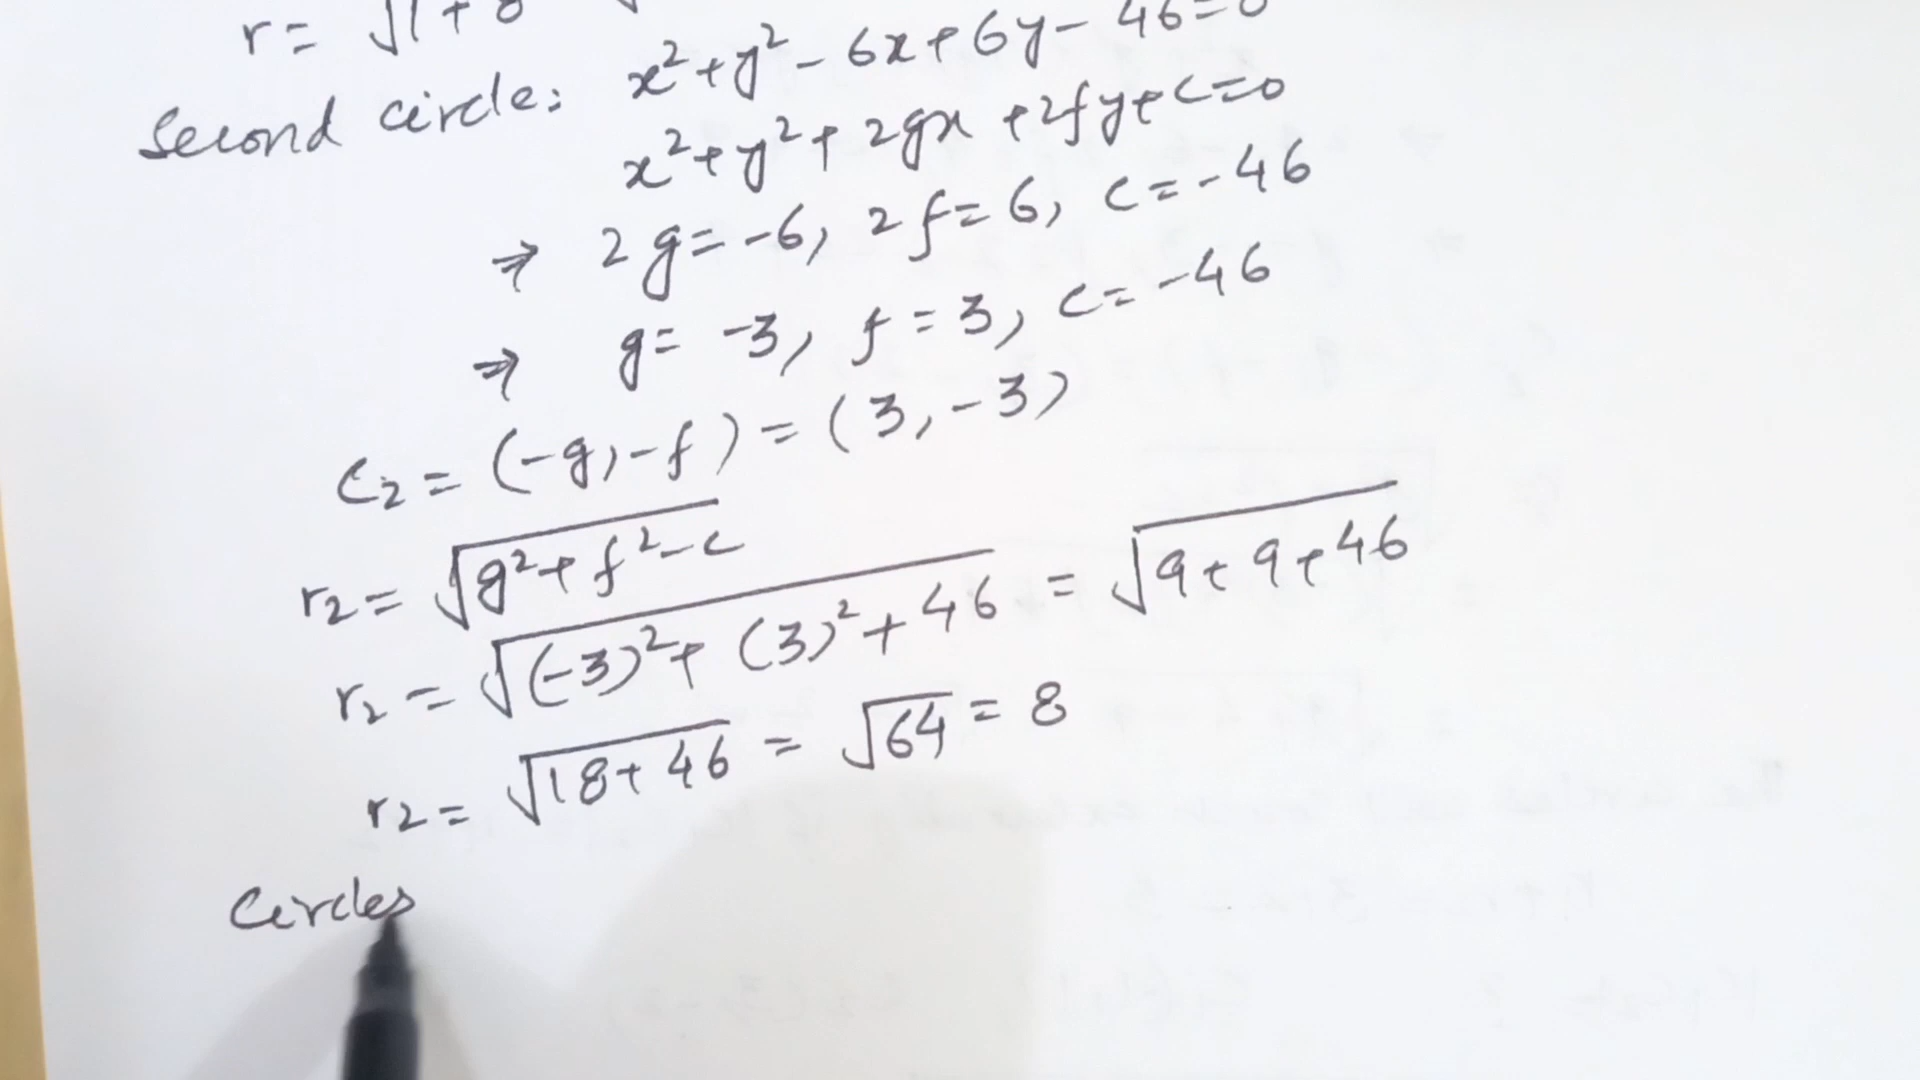 r = √1+8
Second circle: x²+y²-6x+6y-46=0
x²+y²+2gx+2fy+c=0
⇒ 2g=-6, 2f=6, c=-46
⇒ g=-3, f=3, c=-46
C₂ = (-g,-f) = (3,-3)
r₂ = √g²+f²-c
r₂ = √(-3)²+(3)²+46 = √9+9+46
r₂ = √18+46 = √64 = 8
Circles